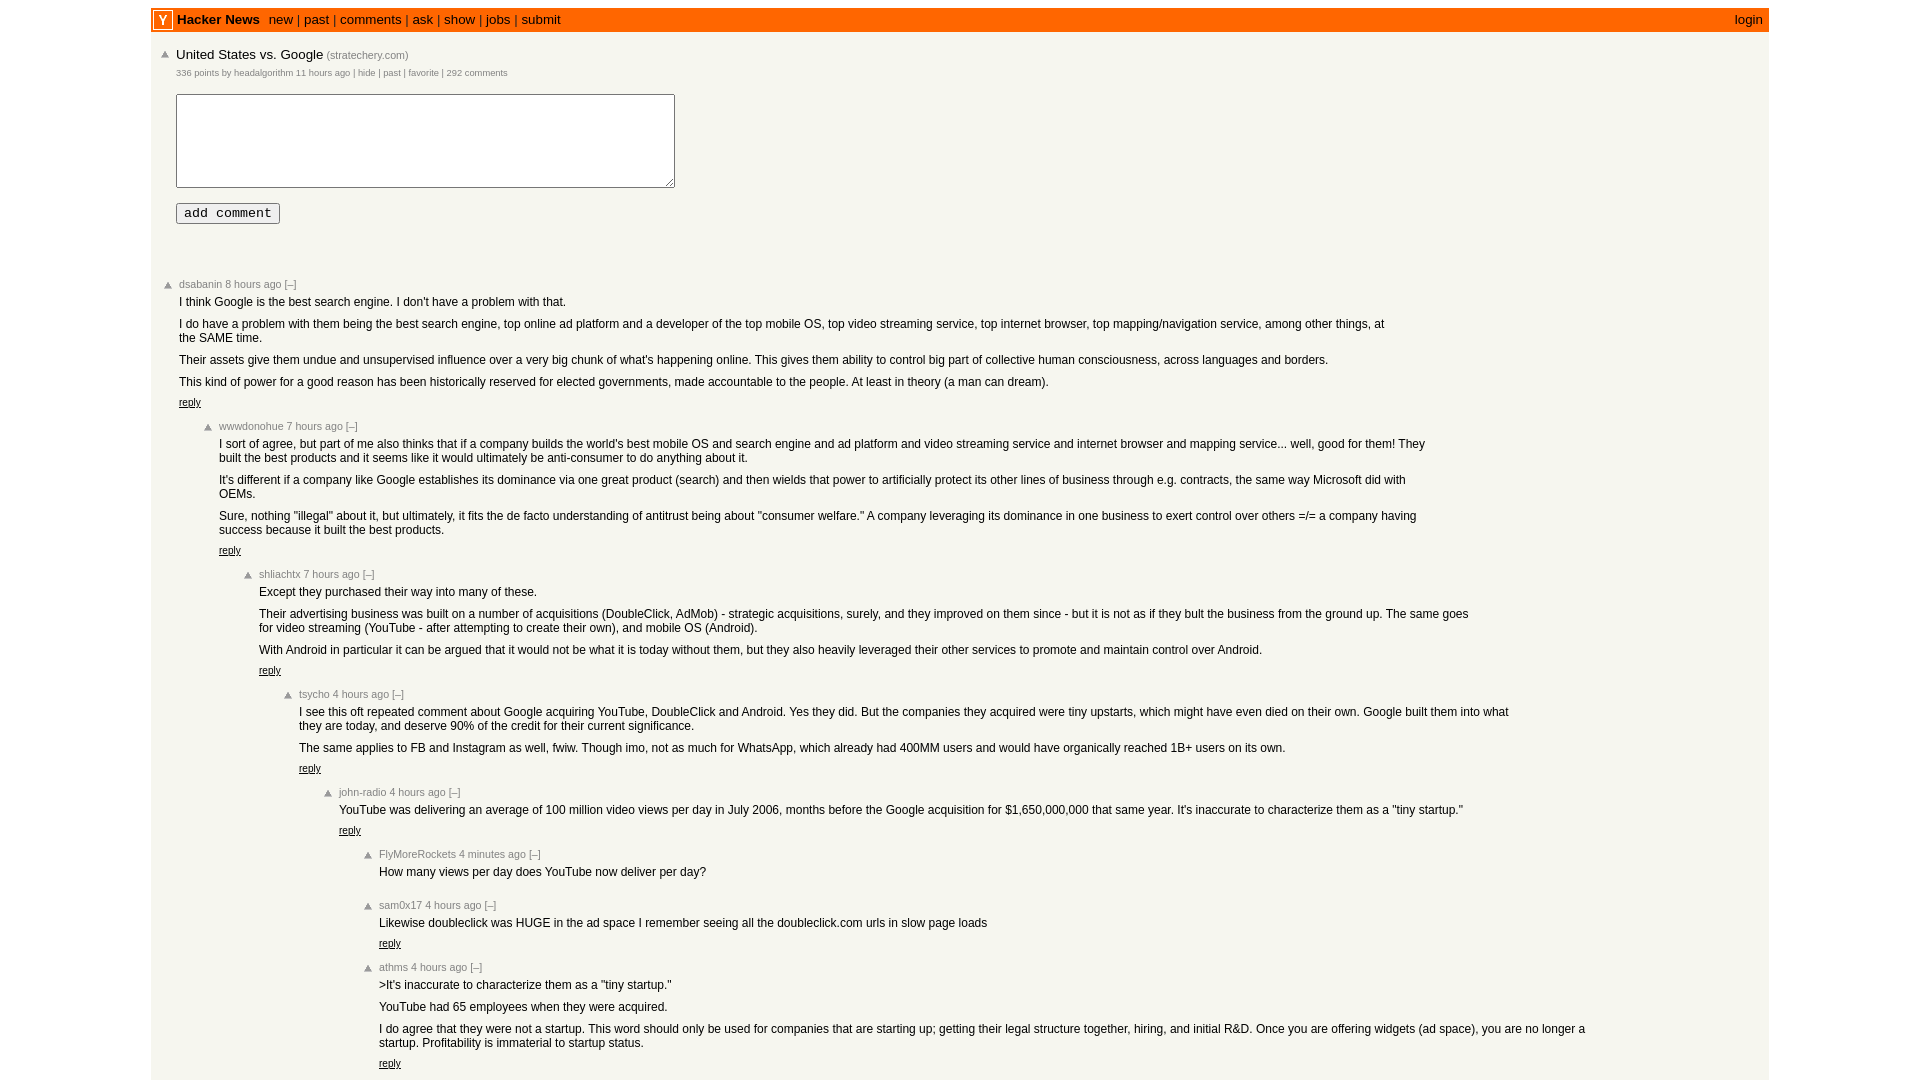 Y Hacker News new | past | comments | ask | show | jobs | submit login
United States vs. Google (stratechery.com)
336 points by headalgorithm 11 hours ago | hide | past | favorite | 292 comments
add comment
dsabanin 8 hours ago [–]
I think Google is the best search engine. I don't have a problem with that.
I do have a problem with them being the best search engine, top online ad platform and a developer of the top mobile OS, top video streaming service, top internet browser, top mapping/navigation service, among other things, at
the SAME time.
Their assets give them undue and unsupervised influence over a very big chunk of what's happening online. This gives them ability to control big part of collective human consciousness, across languages and borders.
This kind of power for a good reason has been historically reserved for elected governments, made accountable to the people. At least in theory (a man can dream).
reply
wwwdonohue 7 hours ago [–]
I sort of agree, but part of me also thinks that if a company builds the world's best mobile OS and search engine and ad platform and video streaming service and internet browser and mapping service... well, good for them! They
built the best products and it seems like it would ultimately be anti-consumer to do anything about it.
It's different if a company like Google establishes its dominance via one great product (search) and then wields that power to artificially protect its other lines of business through e.g. contracts, the same way Microsoft did with
OEMs.
Sure, nothing "illegal" about it, but ultimately, it fits the de facto understanding of antitrust being about "consumer welfare." A company leveraging its dominance in one business to exert control over others =/= a company having
success because it built the best products.
reply
shliachtx 7 hours ago [–]
Except they purchased their way into many of these.
Their advertising business was built on a number of acquisitions (DoubleClick, AdMob) - strategic acquisitions, surely, and they improved on them since - but it is not as if they bult the business from the ground up. The same goes
for video streaming (YouTube - after attempting to create their own), and mobile OS (Android).
With Android in particular it can be argued that it would not be what it is today without them, but they also heavily leveraged their other services to promote and maintain control over Android.
reply
tsycho 4 hours ago [–]
I see this oft repeated comment about Google acquiring YouTube, DoubleClick and Android. Yes they did. But the companies they acquired were tiny upstarts, which might have even died on their own. Google built them into what
they are today, and deserve 90% of the credit for their current significance.
The same applies to FB and Instagram as well, fwiw. Though imo, not as much for WhatsApp, which already had 400MM users and would have organically reached 1B+ users on its own.
reply
john-radio 4 hours ago [–]
YouTube was delivering an average of 100 million video views per day in July 2006, months before the Google acquisition for $1,650,000,000 that same year. It's inaccurate to characterize them as a "tiny startup."
reply
FlyMoreRockets 4 minutes ago [–]
How many views per day does YouTube now deliver per day?
sam0x17 4 hours ago [–]
Likewise doubleclick was HUGE in the ad space I remember seeing all the doubleclick.com urls in slow page loads
reply
athms 4 hours ago [–]
>It's inaccurate to characterize them as a "tiny startup."
YouTube had 65 employees when they were acquired.
I do agree that they were not a startup. This word should only be used for companies that are starting up; getting their legal structure together, hiring, and initial R&D. Once you are offering widgets (ad space), you are no longer a
startup. Profitability is immaterial to startup status.
reply